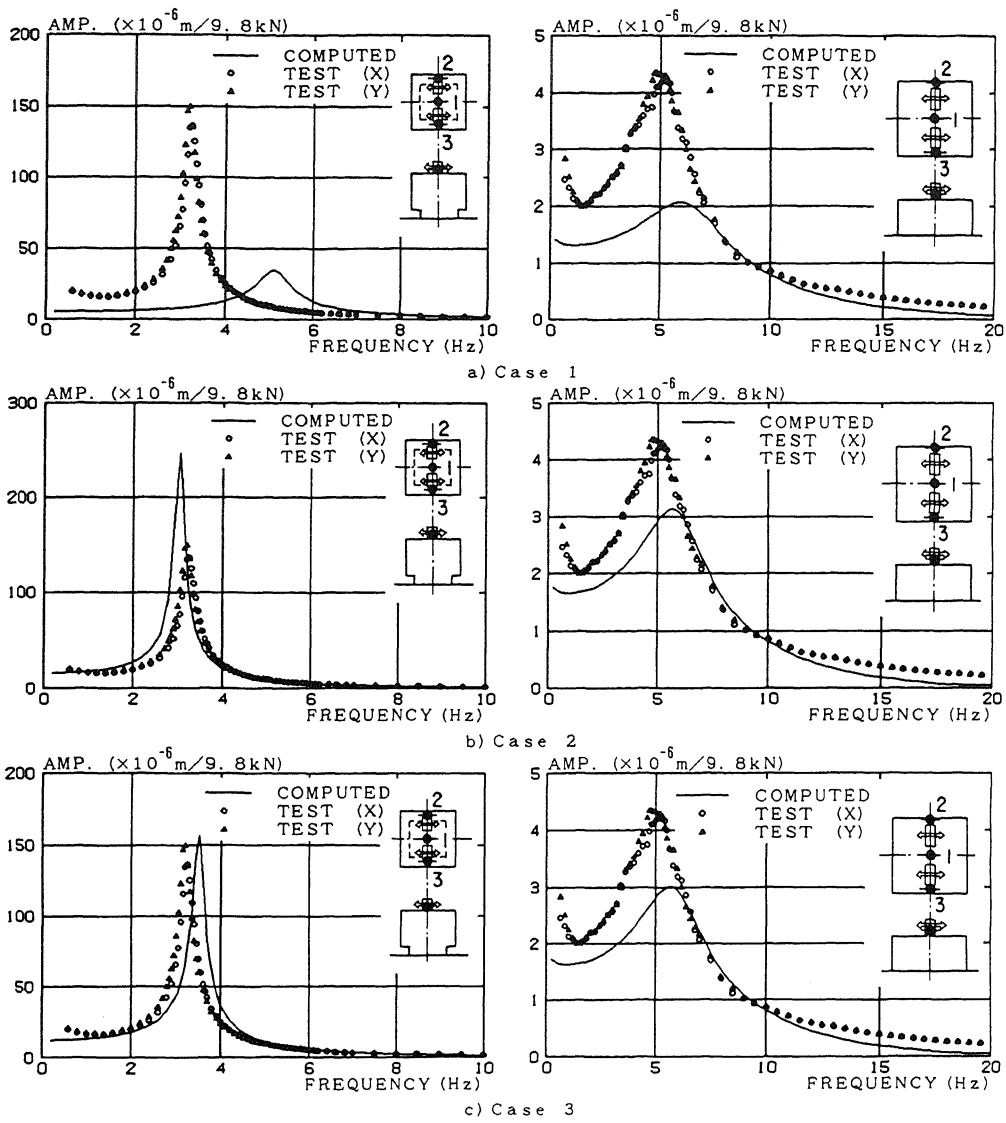 AMP. (×10⁻⁶m/9.8kN)
200
150
100
50
0
COMPUTED
TEST (X)
TEST (Y)
2
3
0 2 4 6 8 10
FREQUENCY (Hz)
AMP. (×10⁻⁶m/9.8kN)
5
4
3
2
1
0
COMPUTED
TEST (X)
TEST (Y)
2
1
3
0 5 10 15 20
FREQUENCY (Hz)
a) Case 1
AMP. (×10⁻⁶m/9.8kN)
300
200
100
0
COMPUTED
TEST (X)
TEST (Y)
2
3
0 2 4 6 8 10
FREQUENCY (Hz)
AMP. (×10⁻⁶m/9.8kN)
5
4
3
2
1
0
COMPUTED
TEST (X)
TEST (Y)
2
1
3
0 5 10 15 20
FREQUENCY (Hz)
b) Case 2
AMP. (×10⁻⁶m/9.8kN)
200
150
100
50
0
COMPUTED
TEST (X)
TEST (Y)
2
3
0 2 4 6 8 10
FREQUENCY (Hz)
AMP. (×10⁻⁶m/9.8kN)
5
4
3
2
1
0
COMPUTED
TEST (X)
TEST (Y)
2
1
3
0 5 10 15 20
FREQUENCY (Hz)
c) Case 3